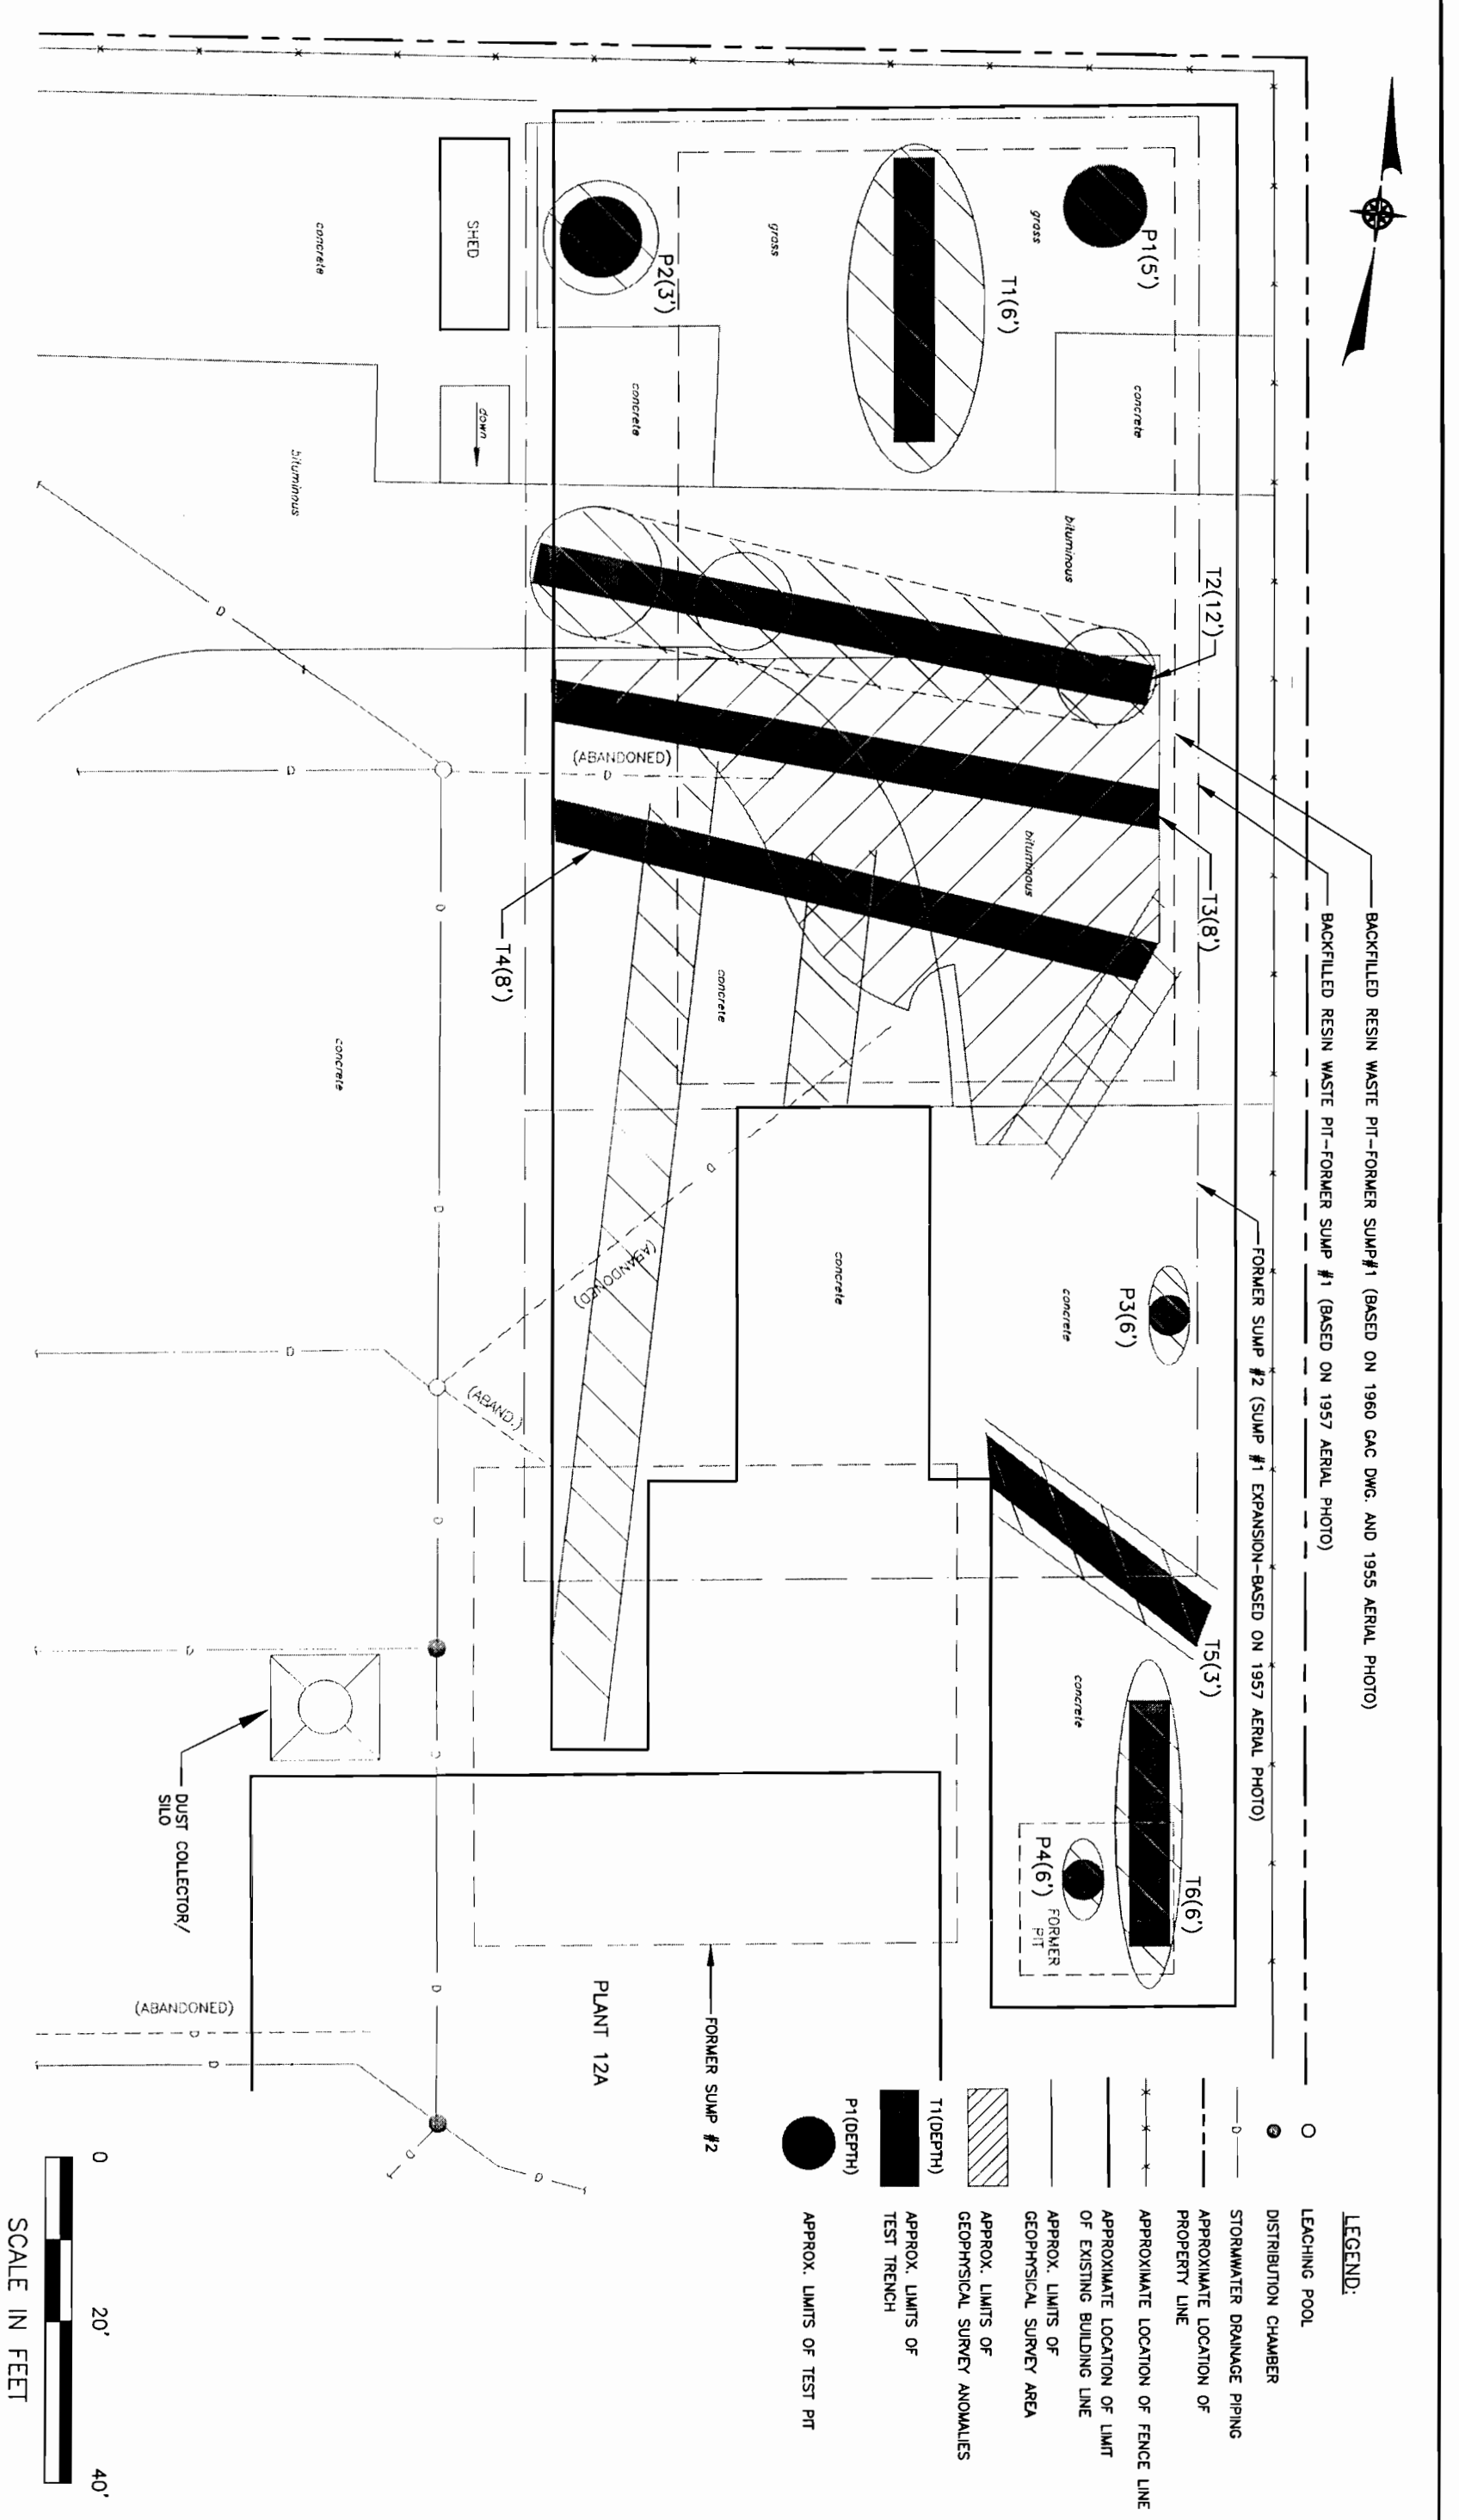 BACKFILLED RESIN WASTE PIT-FORMER SUMP#1 (BASED ON 1960 GAC DWG. AND 1955 AERIAL PHOTO)
BACKFILLED RESIN WASTE PIT-FORMER SUMP #1 (BASED ON 1957 AERIAL PHOTO)
FORMER SUMP #2 (SUMP #1 EXPANSION-BASED ON 1957 AERIAL PHOTO)
P1(5')
grass
T1(6')
grass
P2(3')
SHED
concrete
concrete
concrete
down
bituminous
bituminous
T2(12')
D
(ABANDONED)
D
D
T3(8')
bituminous
T4(8')
D
concrete
concrete
D
D
(ABANDONED)
concrete
concrete
P3(6')
D
(ABAND.)
D
T5(3')
concrete
T6(6')
P4(6')
FORMER
PIT
D
D
DUST COLLECTOR/
SILO
D
PLANT 12A
FORMER SUMP #2
(ABANDONED)
D
D
D
D
LEGEND:
LEACHING POOL
DISTRIBUTION CHAMBER
D
STORMWATER DRAINAGE PIPING
APPROXIMATE LOCATION OF
PROPERTY LINE
APPROXIMATE LOCATION OF FENCE LINE
APPROXIMATE LOCATION OF LIMIT
OF EXISTING BUILDING LINE
APPROX. LIMITS OF
GEOPHYSICAL SURVEY AREA
APPROX. LIMITS OF
GEOPHYSICAL SURVEY ANOMALIES
T1(DEPTH)
APPROX. LIMITS OF
TEST TRENCH
P1(DEPTH)
APPROX. LIMITS OF TEST PIT
0 20' 40'
SCALE IN FEET